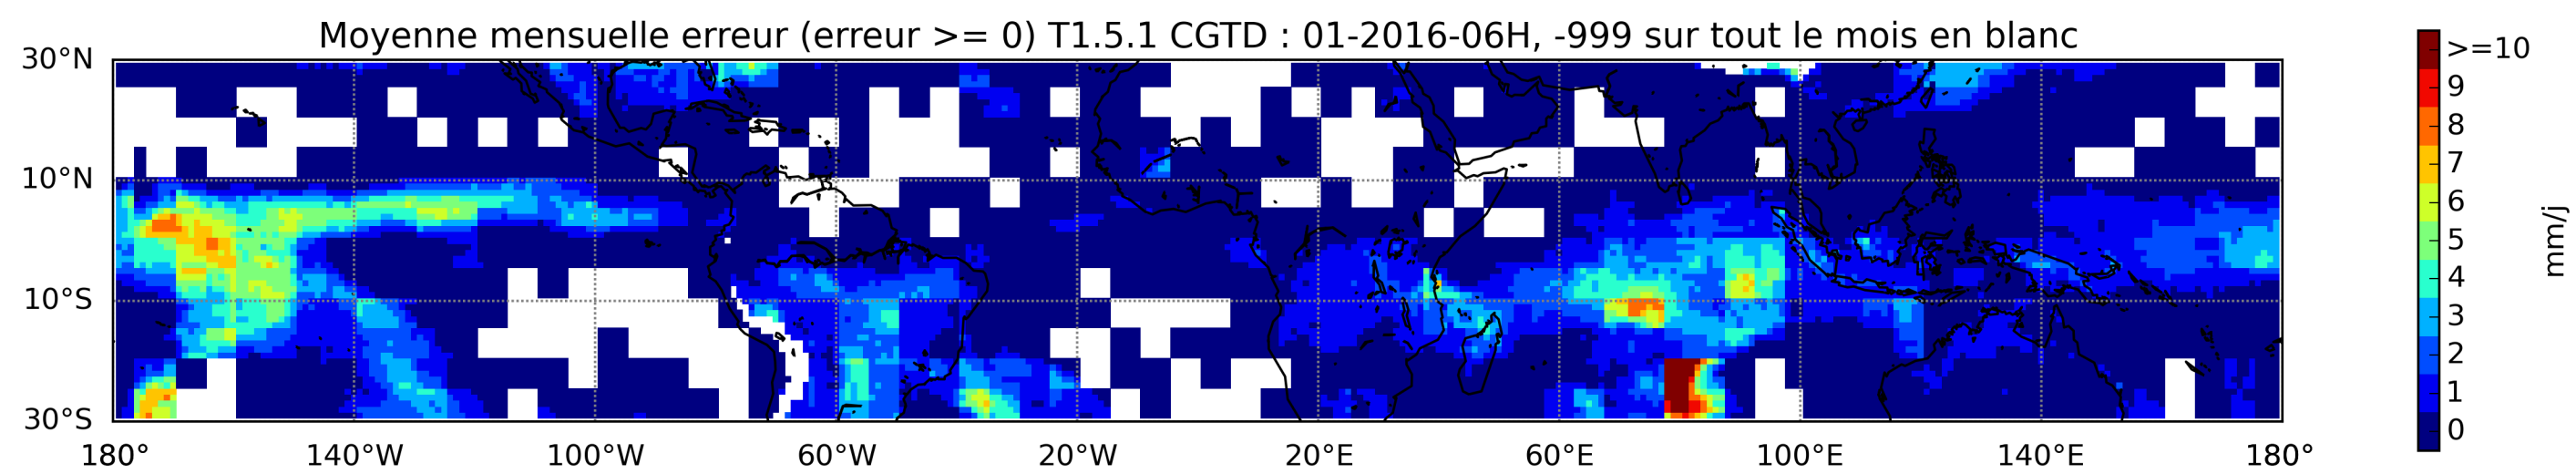 Moyenne mensuelle erreur (erreur >= 0) T1.5.1 CGTD : 01-2016-06H, -999 sur tout le mois en blanc
30°N
10°N
10°S
30°S
180°
140°W
100°W
60°W
20°W
20°E
60°E
100°E
140°E
180°
>=10
9
8
7
6
5
4
3
2
1
0
mm/j